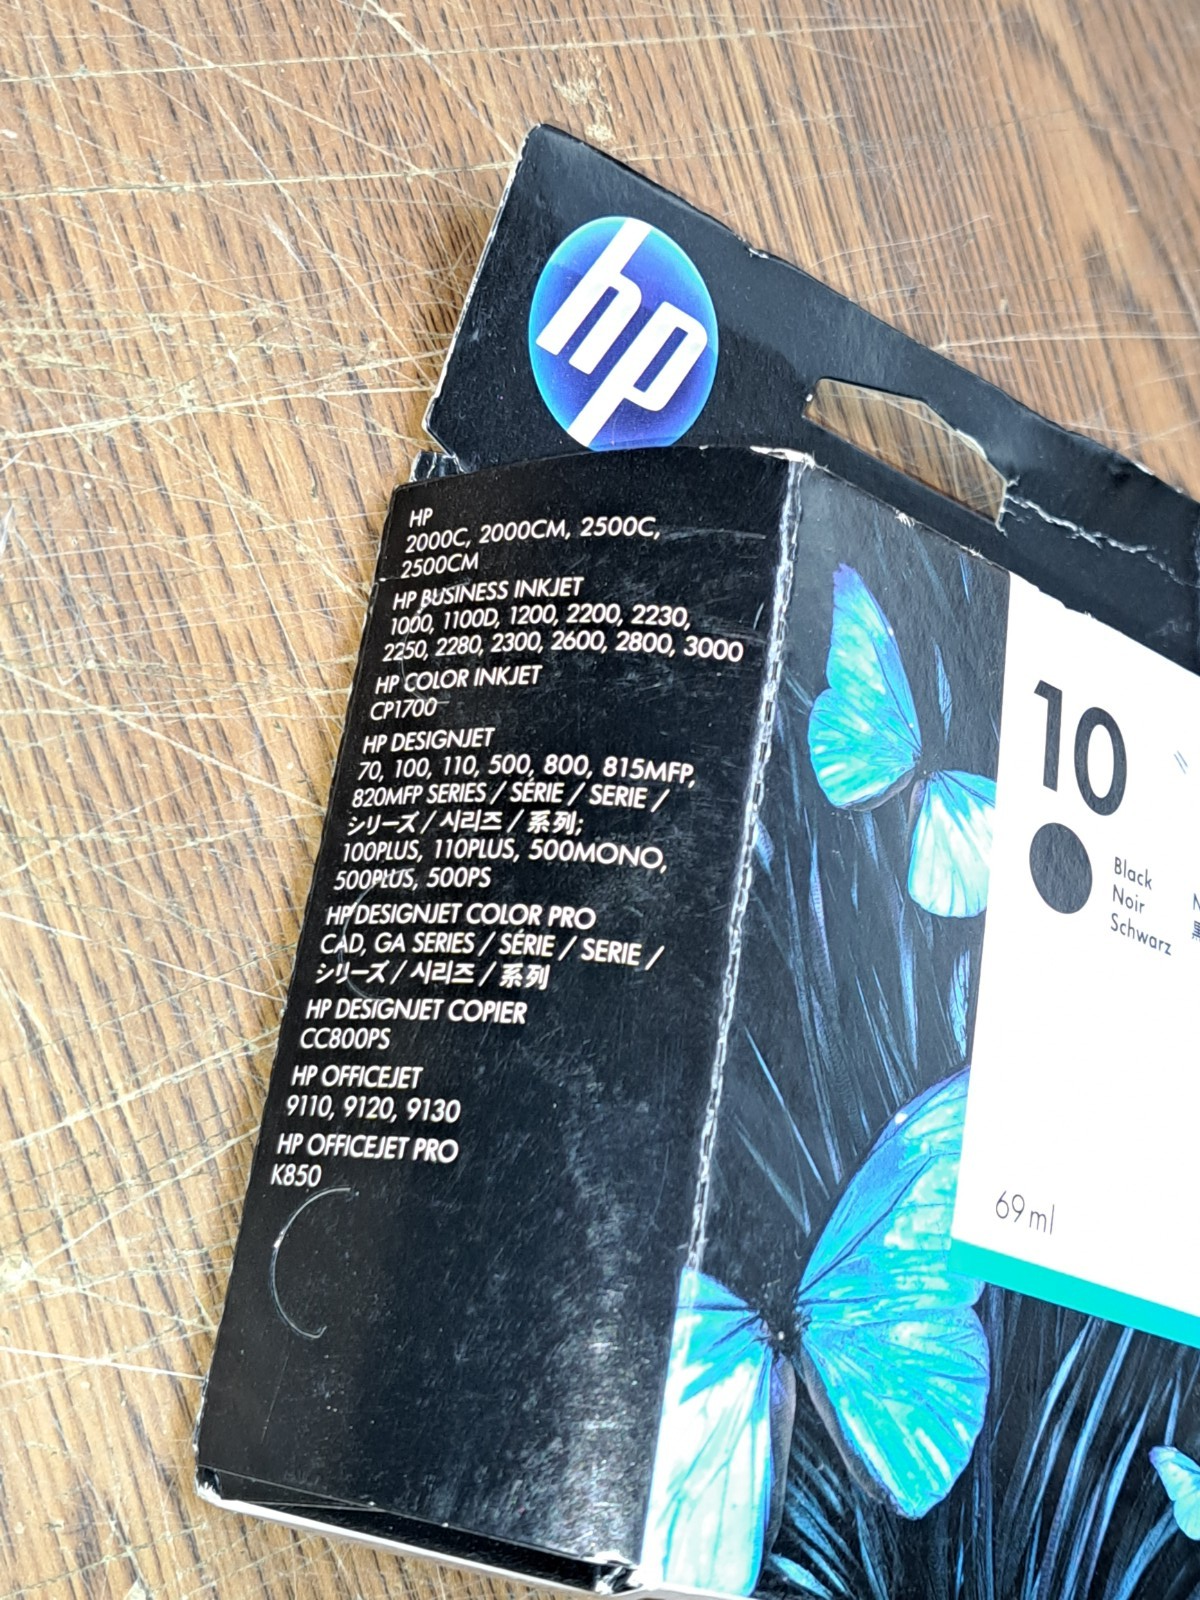 hp
HP
2000C, 2000CM, 2500C,
2500CM
HP BUSINESS INKJET
1000, 1100D, 1200, 2200, 2230,
2250, 2280, 2300, 2600, 2800, 3000
HP COLOR INKJET
CP1700
HP DESIGNJET
70, 100, 110, 500, 800, 815MFP,
820MFP SERIES / SÉRIE / SERIE /
シリーズ / 시리즈 / 系列;
100PLUS, 110PLUS, 500MONO,
500PLUS, 500PS
HP DESIGNJET COLOR PRO
CAD, GA SERIES / SÉRIE / SERIE /
シリーズ / 시리즈 / 系列
HP DESIGNJET COPIER
CC800PS
HP OFFICEJET
9110, 9120, 9130
HP OFFICEJET PRO
K850
10
Black
Noir
Schwarz
69 ml